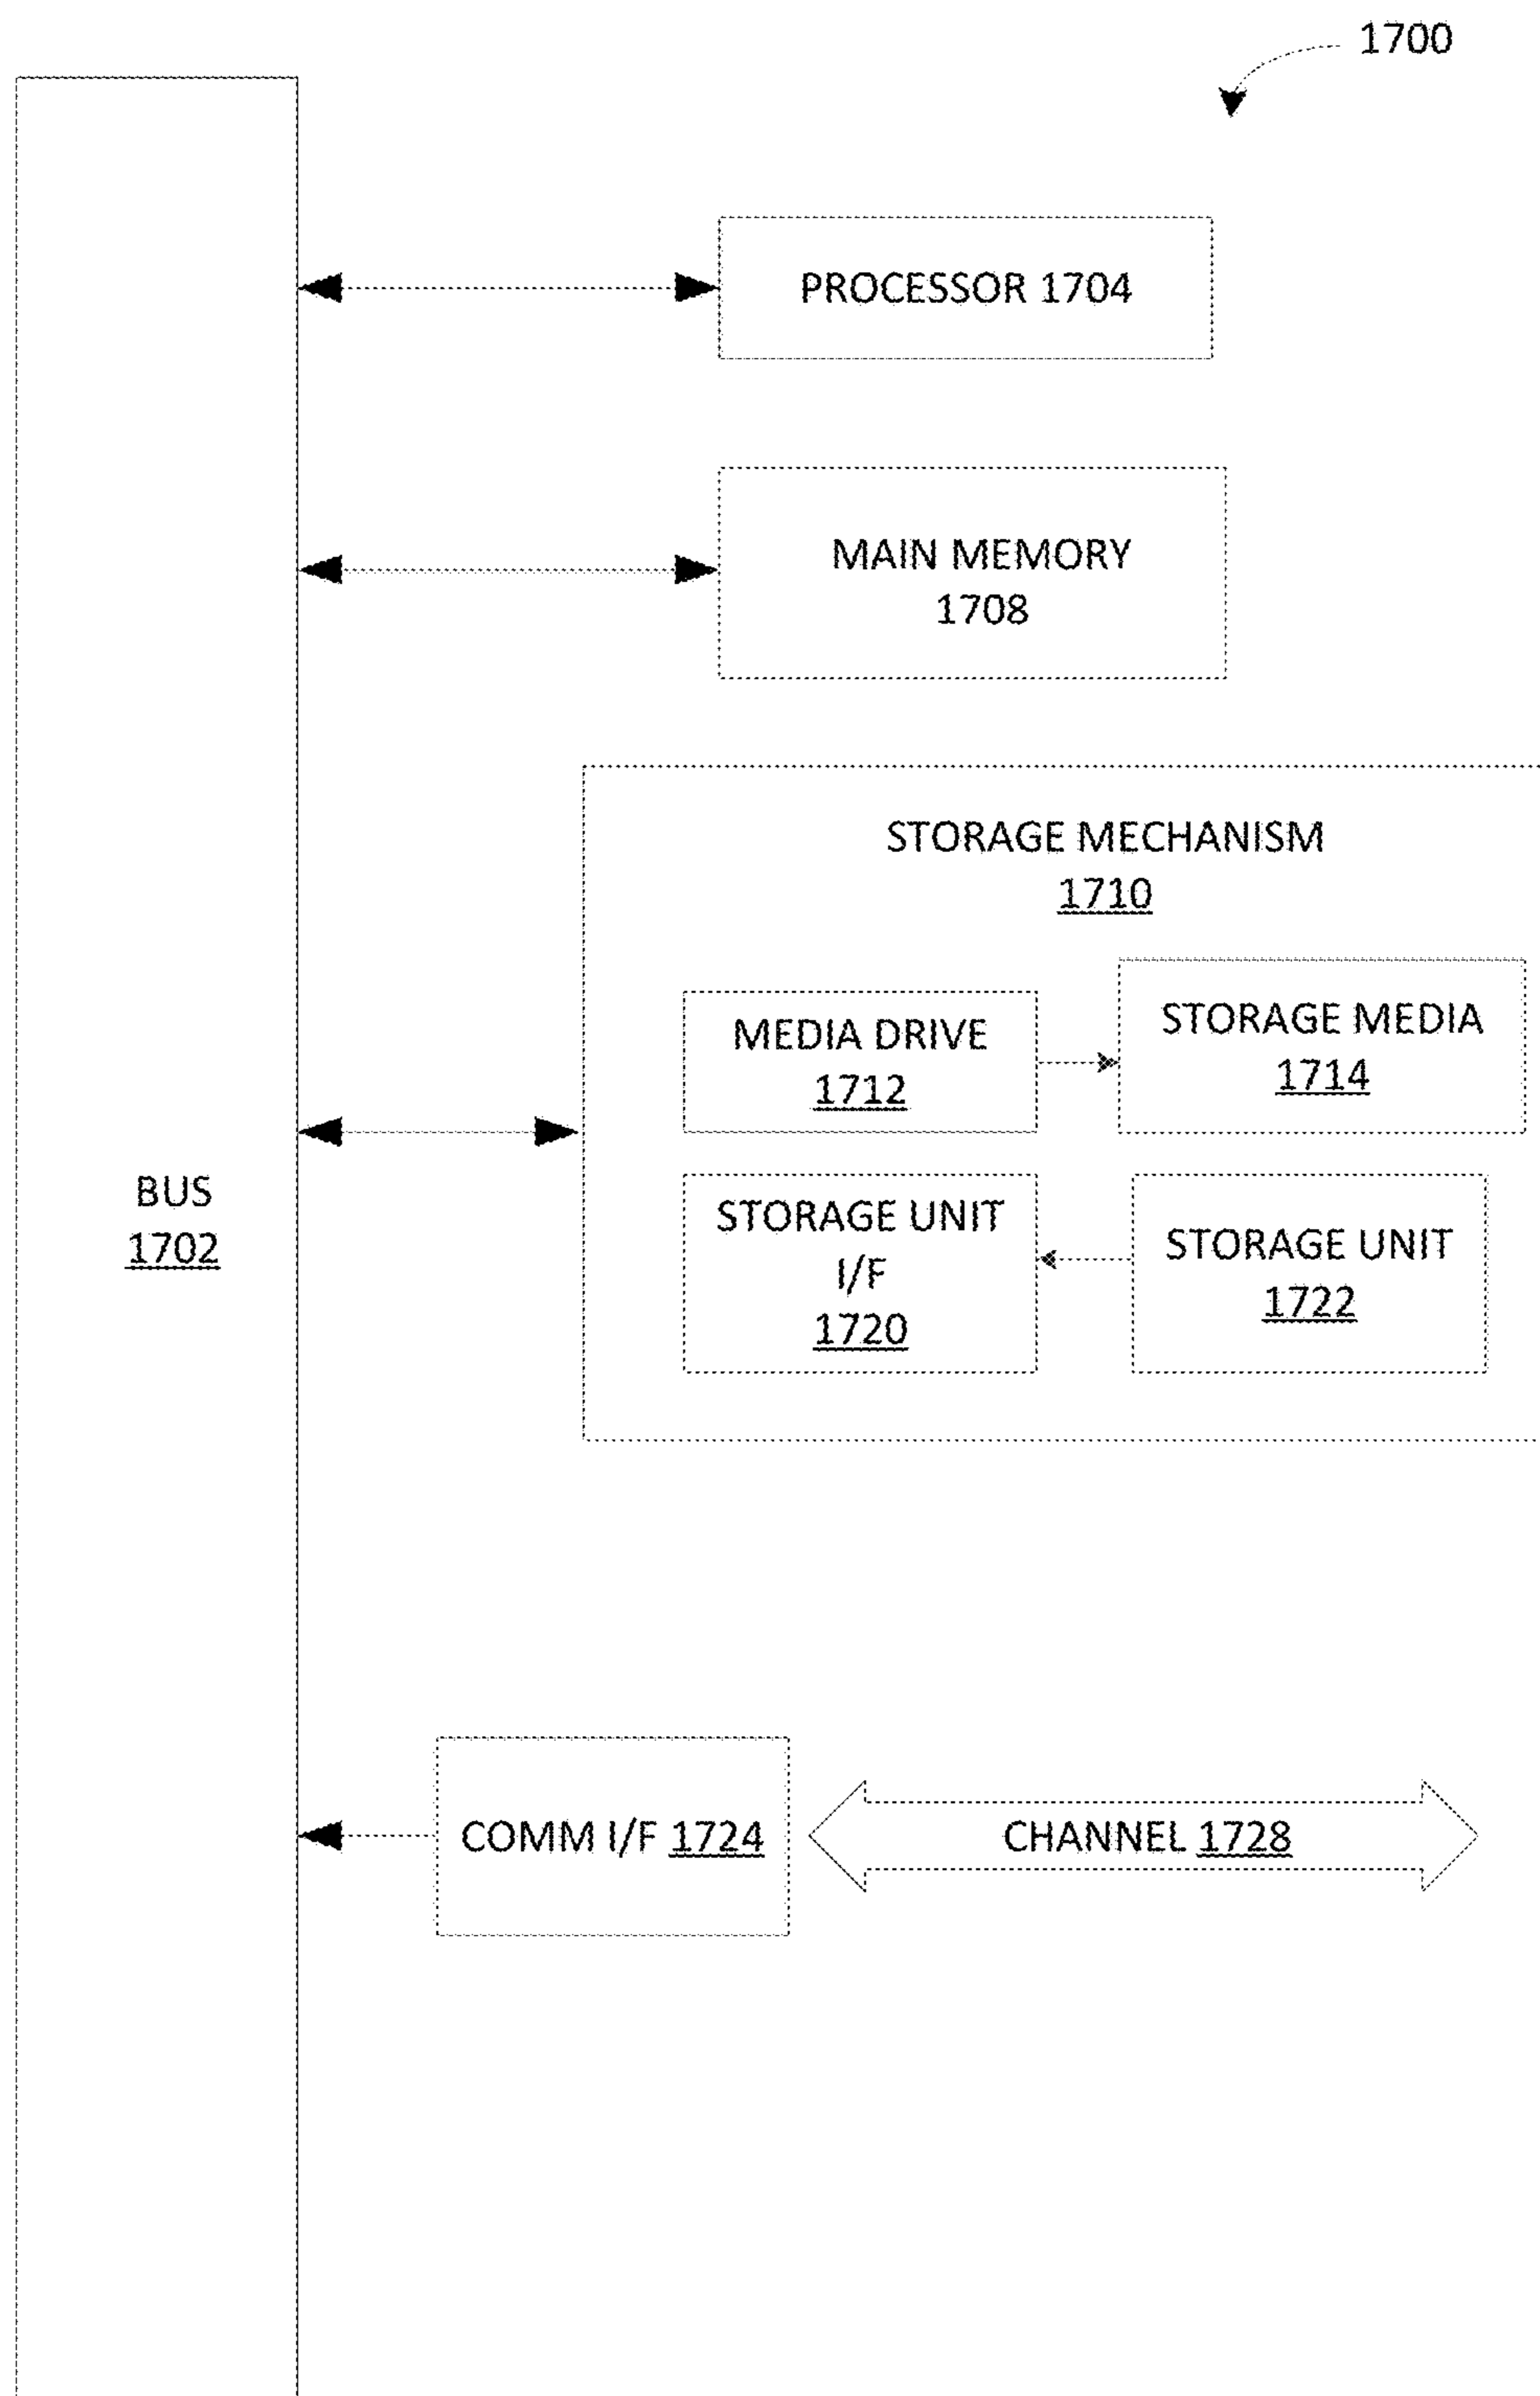 1700
PROCESSOR 1704
MAIN MEMORY
1708
STORAGE MECHANISM
1710
MEDIA DRIVE
1712
STORAGE MEDIA
1714
BUS
1702
STORAGE UNIT
I/F
1720
STORAGE UNIT
1722
COMM I/F 1724
CHANNEL 1728